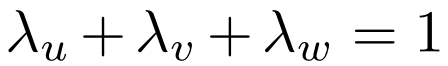 λ_u + λ_v + λ_w = 1